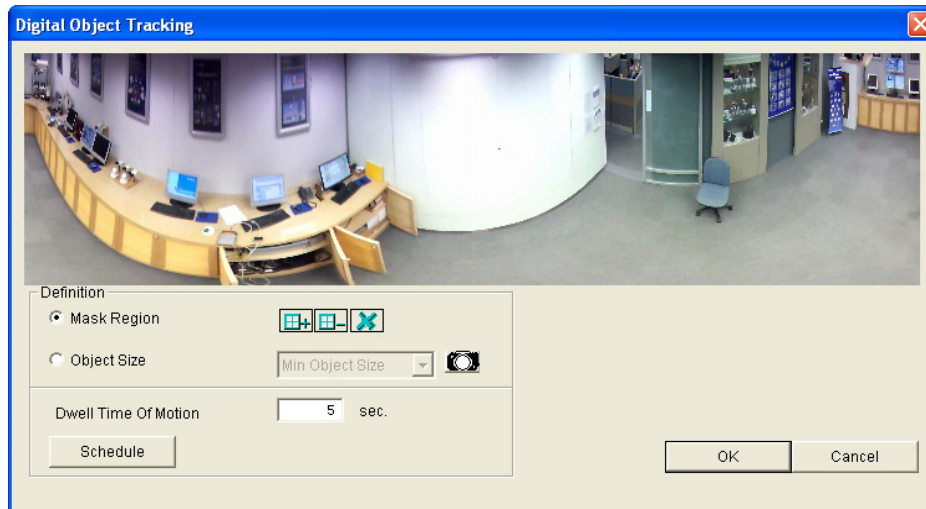 Digital Object Tracking
Definition
Mask Region
Object Size
Min Object Size
Dwell Time Of Motion
5 sec.
Schedule
OK
Cancel